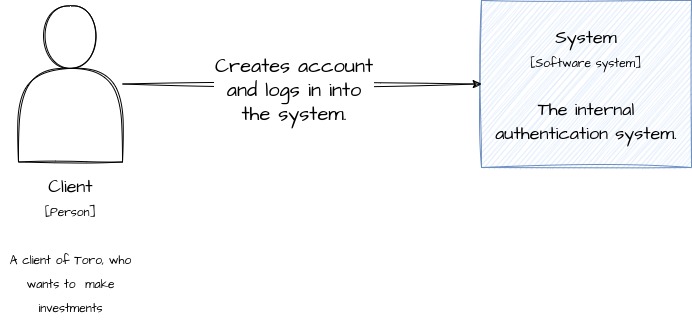 Creates account
and logs in into
the system.
System
[Software system]
The internal
authentication system.
Client
[Person]
A client of Toro, who
wants to make
investments